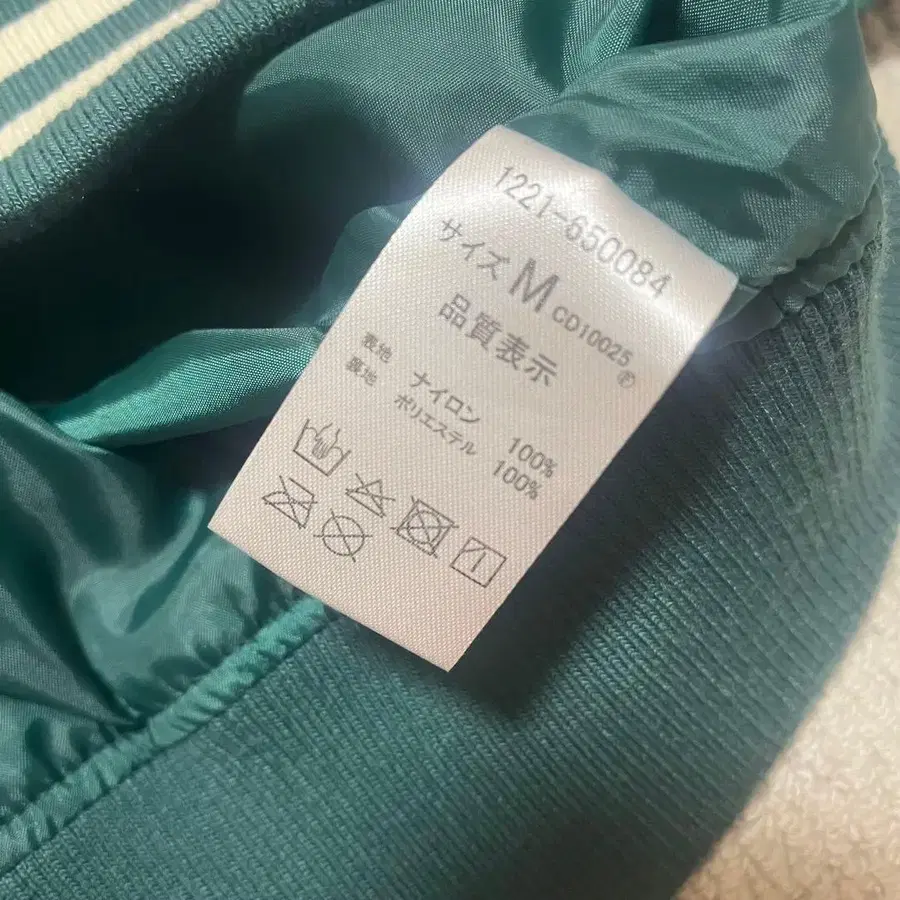 1221-650084
サイズ M CD10025 Ⓟ
品質表示
表地 ナイロン 100%
裏地 ポリエステル 100%